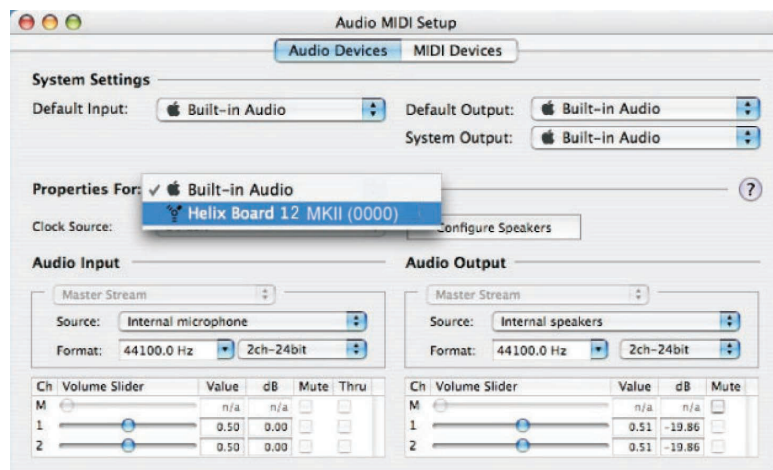 Audio MIDI Setup
Audio Devices MIDI Devices
System Settings
Default Input: Built-in Audio Default Output: Built-in Audio
System Output: Built-in Audio
Properties For: ✓ Built-in Audio ?
Helix Board 12 MKII (0000)
Clock Source: Configure Speakers
Audio Input Audio Output
Master Stream Master Stream
Source: Internal microphone Source: Internal speakers
Format: 44100.0 Hz 2ch-24bit Format: 44100.0 Hz 2ch-24bit
Ch Volume Slider Value dB Mute Thru Ch Volume Slider Value dB Mute
M n/a n/a M n/a n/a
1 0.50 0.00 1 0.51 -19.86
2 0.50 0.00 2 0.51 -19.86